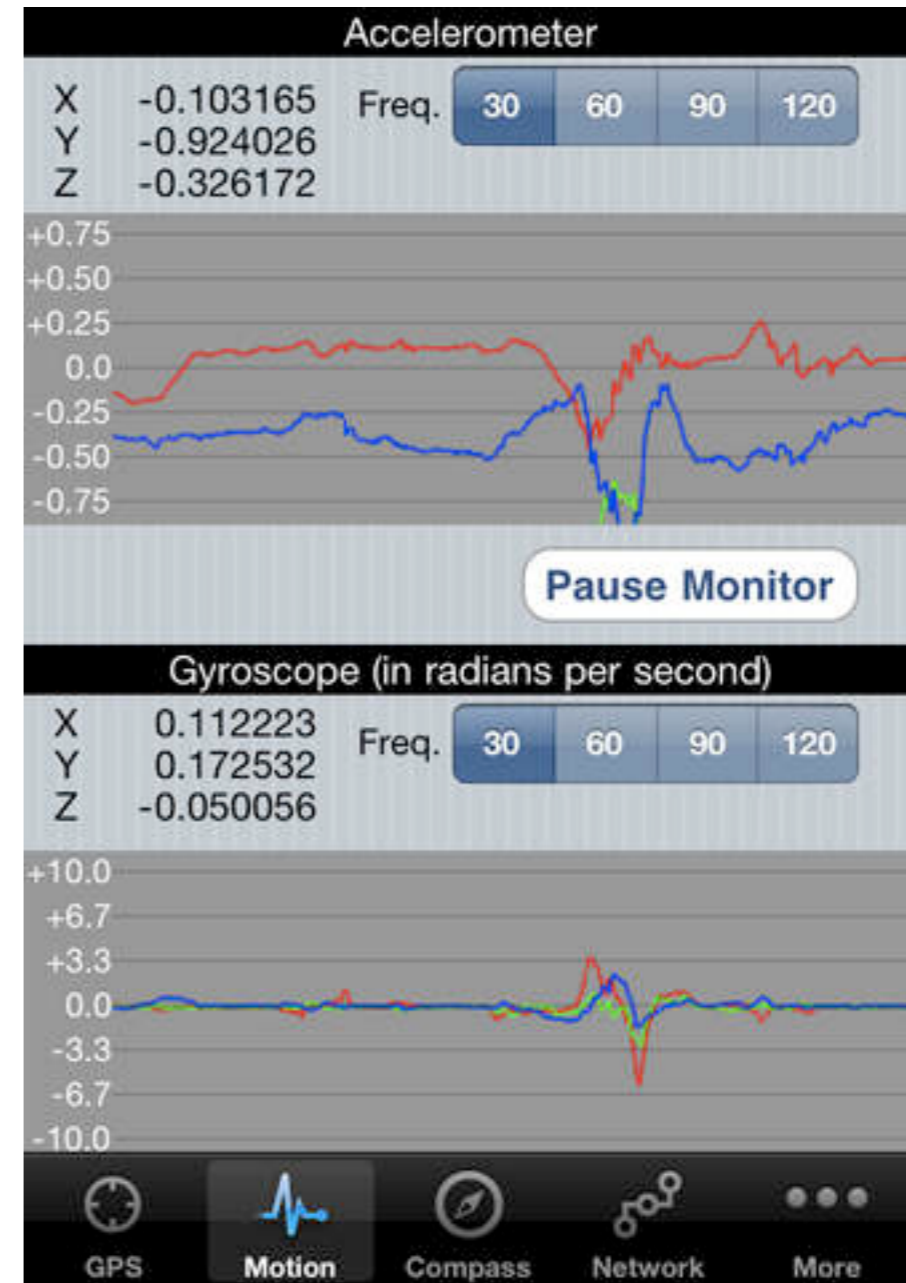 Accelerometer
X -0.103165 Freq. 30 60 90 120
Y -0.924026
Z -0.326172
+0.75
+0.50
+0.25
0.0
-0.25
-0.50
-0.75
Pause Monitor
Gyroscope (in radians per second)
X 0.112223 Freq. 30 60 90 120
Y 0.172532
Z -0.050056
+10.0
+6.7
+3.3
0.0
-3.3
-6.7
-10.0
GPS Motion Compass Network More